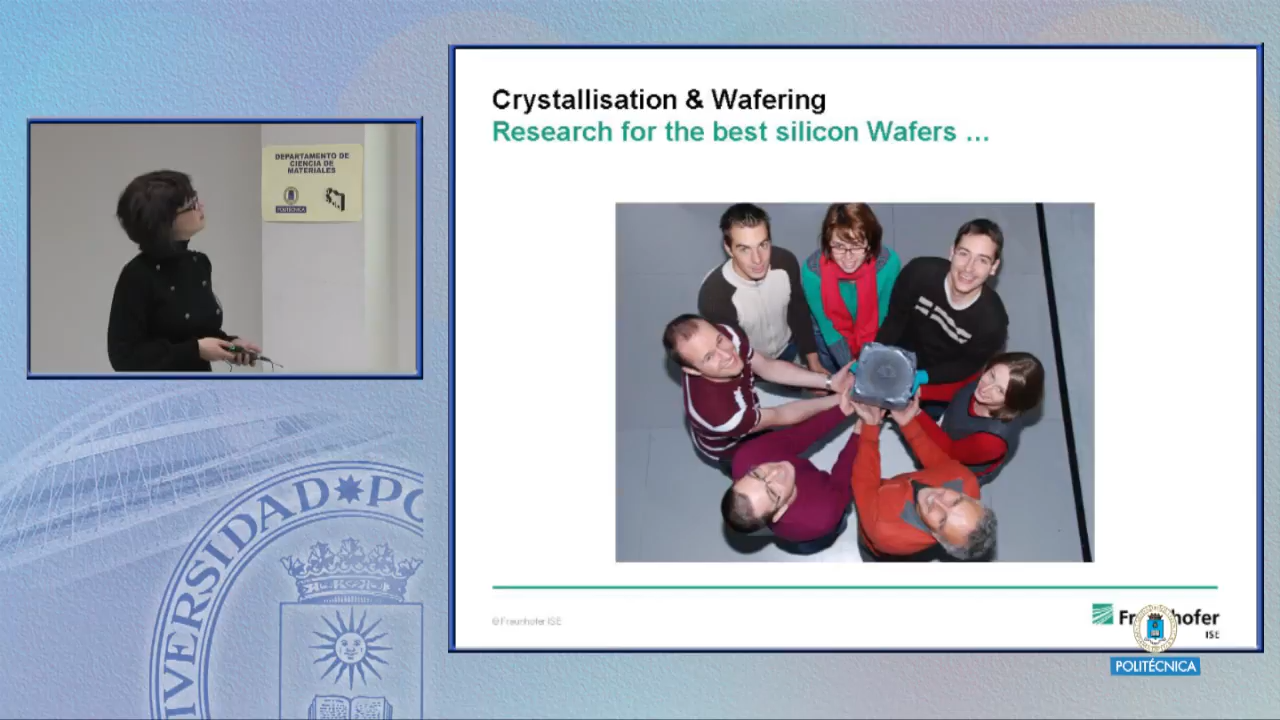 Crystallisation & Wafering
Research for the best silicon Wafers ...
DEPARTAMENTO DE
CIENCIA DE
MATERIALES
POLITÉCNICA
UNIVERSIDAD PO
© Fraunhofer ISE
Fraunhofer
ISE
POLITÉCNICA